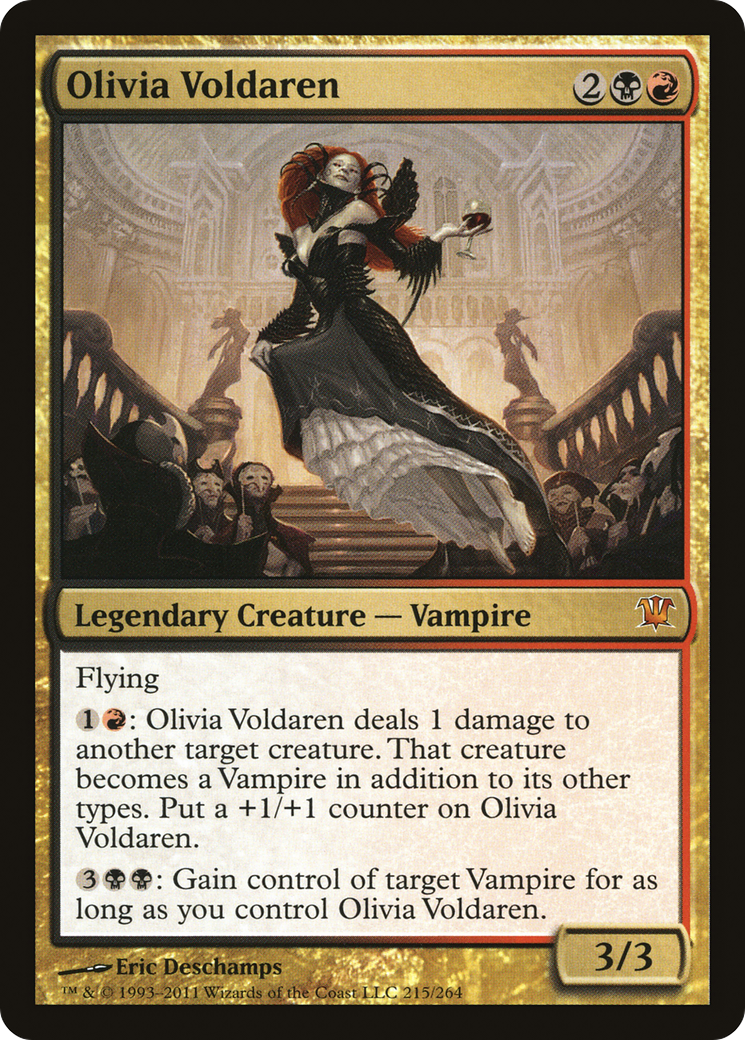 Olivia Voldaren 2
Legendary Creature — Vampire
Flying
1: Olivia Voldaren deals 1 damage to
another target creature. That creature
becomes a Vampire in addition to its other
types. Put a +1/+1 counter on Olivia
Voldaren.
3: Gain control of target Vampire for as
long as you control Olivia Voldaren.
3/3
Eric Deschamps
™ & © 1993–2011 Wizards of the Coast LLC 215/264